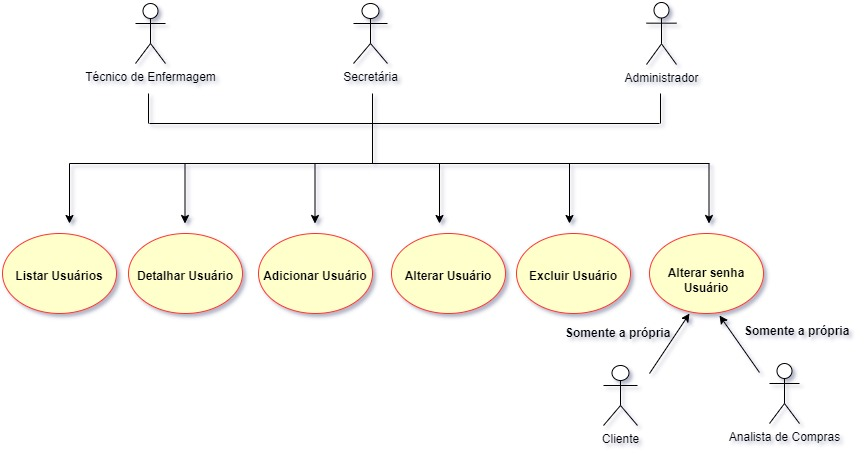 Técnico de Enfermagem
Secretária
Administrador
Listar Usuários
Detalhar Usuário
Adicionar Usuário
Alterar Usuário
Excluir Usuário
Alterar senha
Usuário
Somente a própria
Somente a própria
Cliente
Analista de Compras